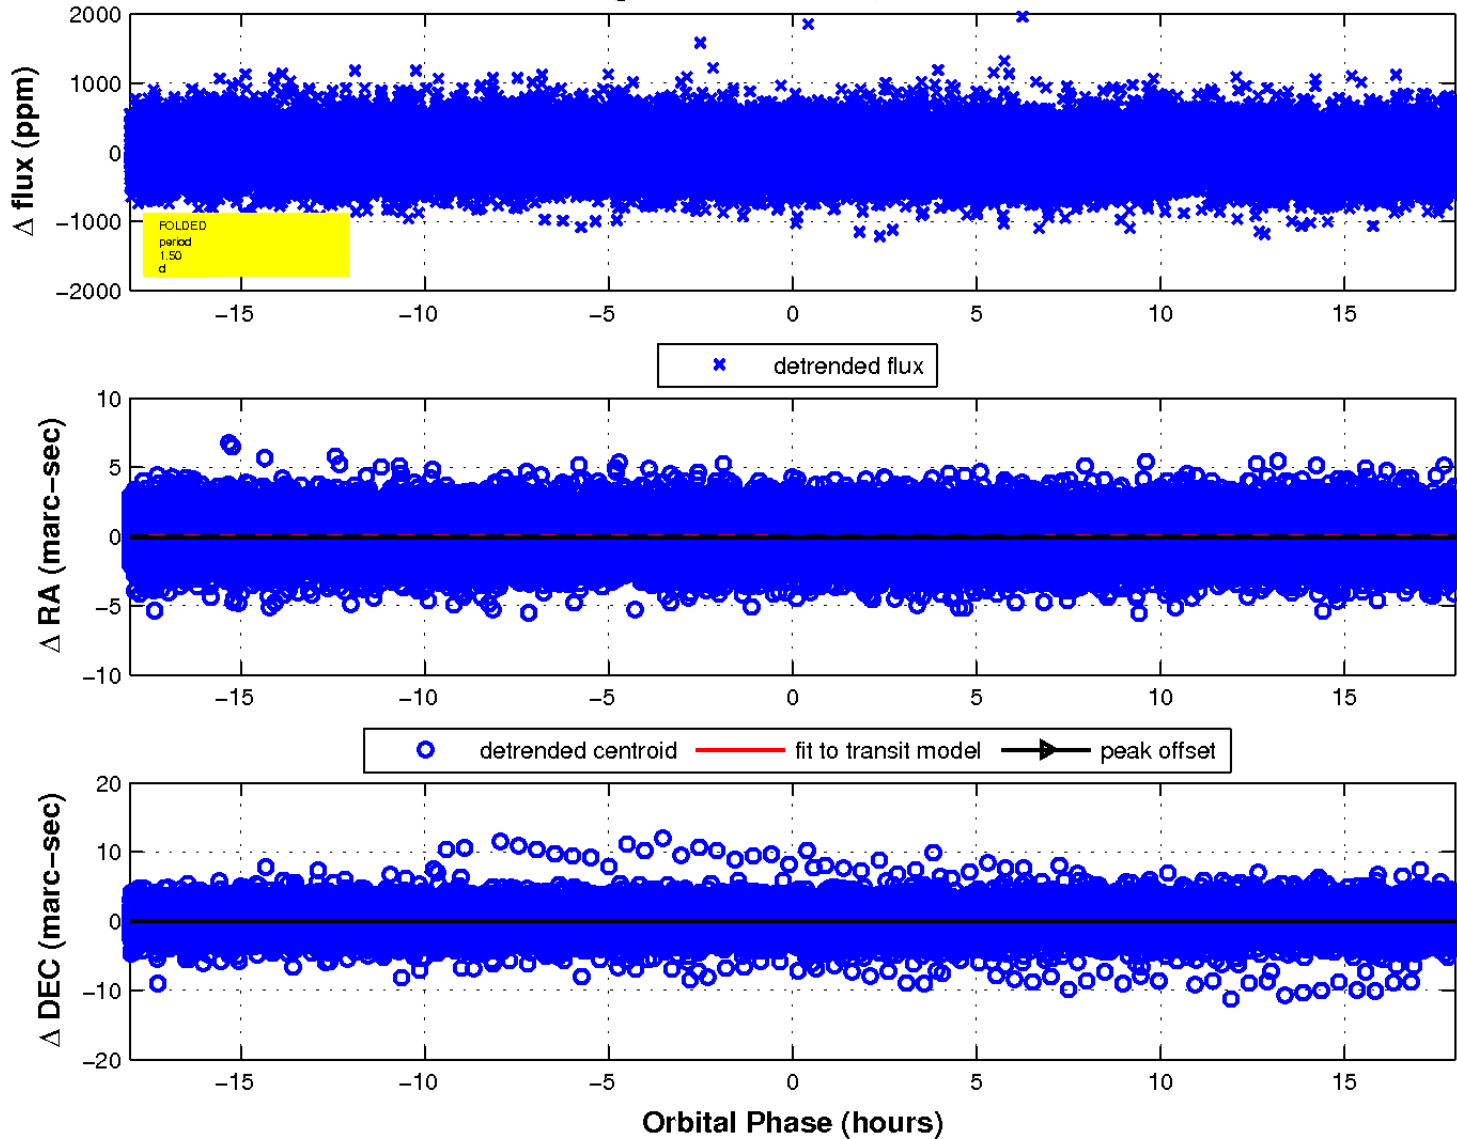 2000
1000
0
−1000
−2000
Δ flux (ppm)
FOLDED
period
1.50
d
−15 −10 −5 0 5 10 15
detrended flux
10
5
0
−5
−10
Δ RA (marc−sec)
−15 −10 −5 0 5 10 15
detrended centroid fit to transit model peak offset
20
10
0
−10
−20
Δ DEC (marc−sec)
−15 −10 −5 0 5 10 15
Orbital Phase (hours)